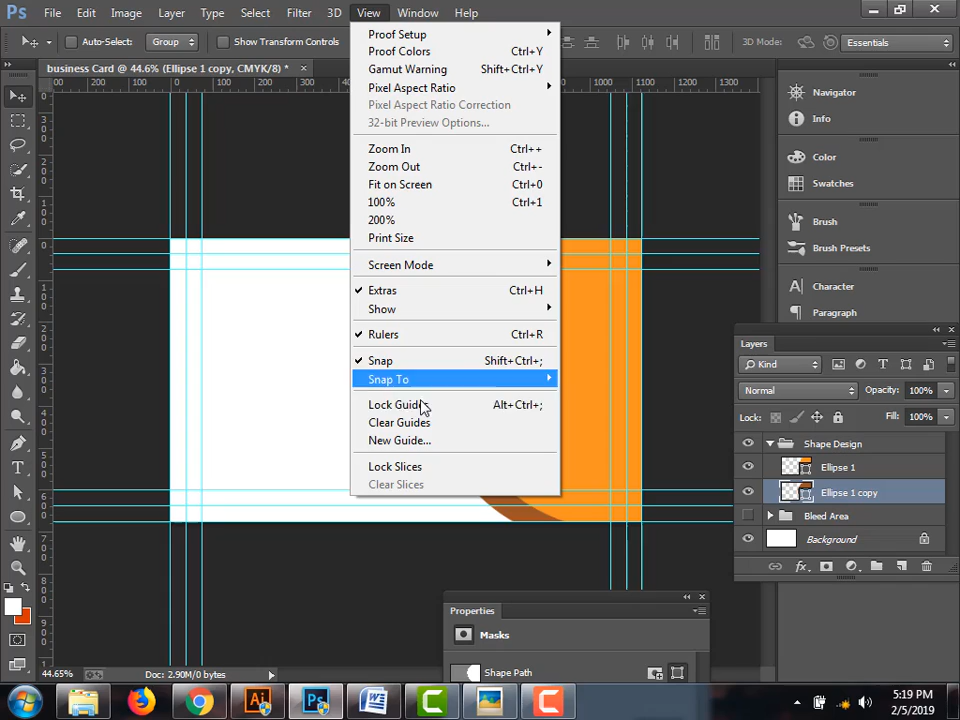 Ps File Edit Image Layer Type Select Filter 3D View Window Help
Auto-Select: Group Show Transform Controls 3D Mode: Essentials
business Card @ 44.6% (Ellipse 1 copy, CMYK/8) *
Proof Setup
Proof Colors Ctrl+Y
Gamut Warning Shift+Ctrl+Y
Pixel Aspect Ratio
Pixel Aspect Ratio Correction
32-bit Preview Options...
Zoom In Ctrl++
Zoom Out Ctrl+-
Fit on Screen Ctrl+0
100% Ctrl+1
200%
Print Size
Screen Mode
Extras Ctrl+H
Show
Rulers Ctrl+R
Snap Shift+Ctrl+;
Snap To
Lock Guides Alt+Ctrl+;
Clear Guides
New Guide...
Lock Slices
Clear Slices
Navigator
Info
Color
Swatches
Brush
Brush Presets
Character
Paragraph
Layers
Kind
Normal Opacity: 100%
Lock: Fill: 100%
Shape Design
Ellipse 1
Ellipse 1 copy
Bleed Area
Background
Properties
Masks
Shape Path
44.65% Doc: 2.90M/0 bytes
5:19 PM
2/5/2019